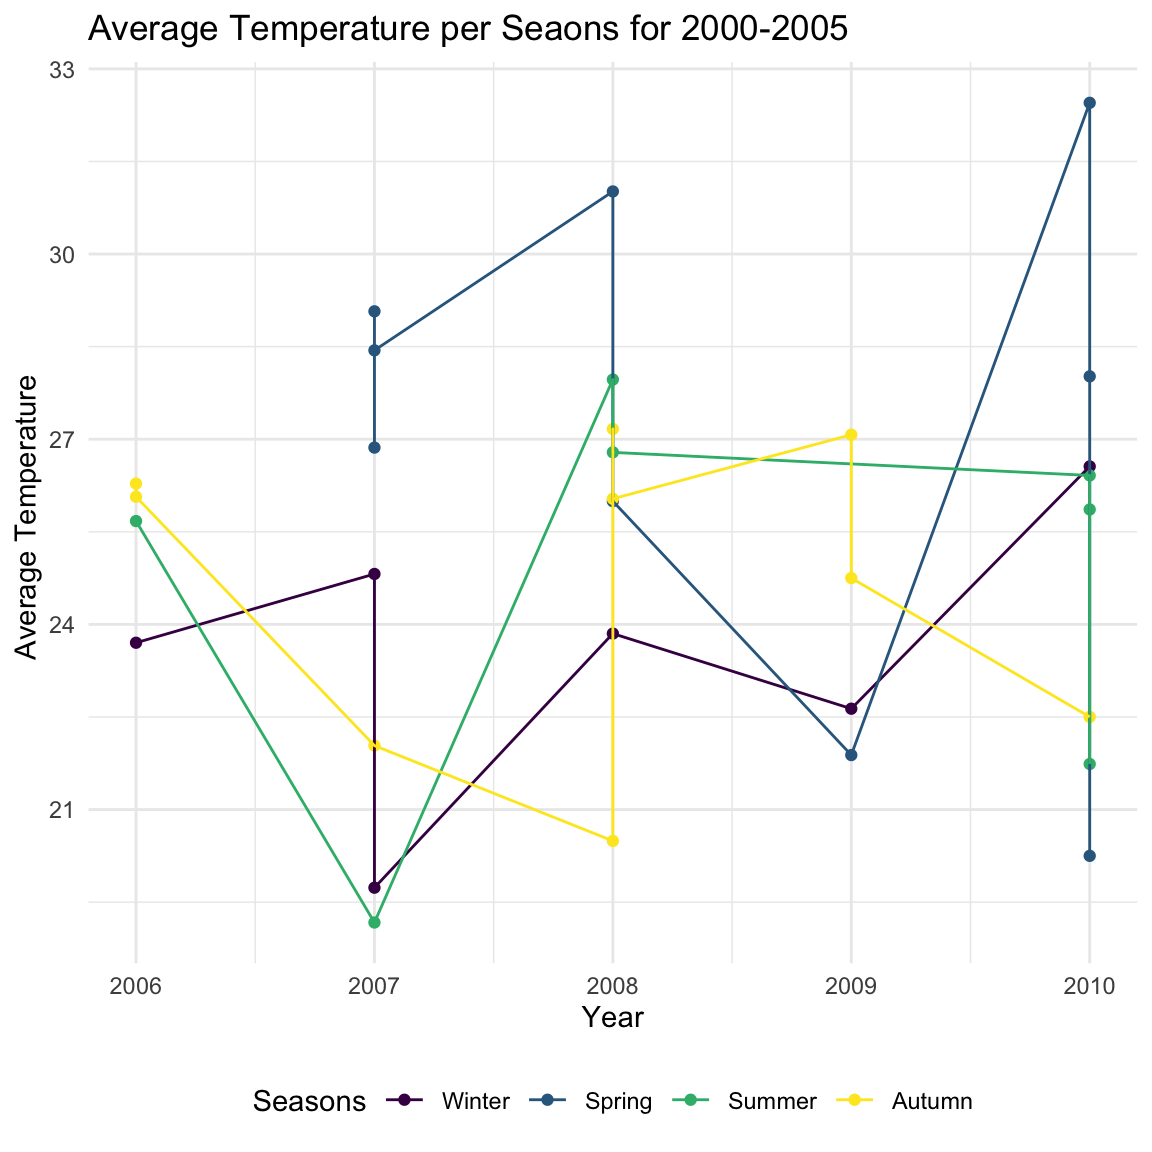 Average Temperature per Seaons for 2000-2005
33
30
27
24
21
Average Temperature
2006 2007 2008 2009 2010
Year
Seasons Winter Spring Summer Autumn